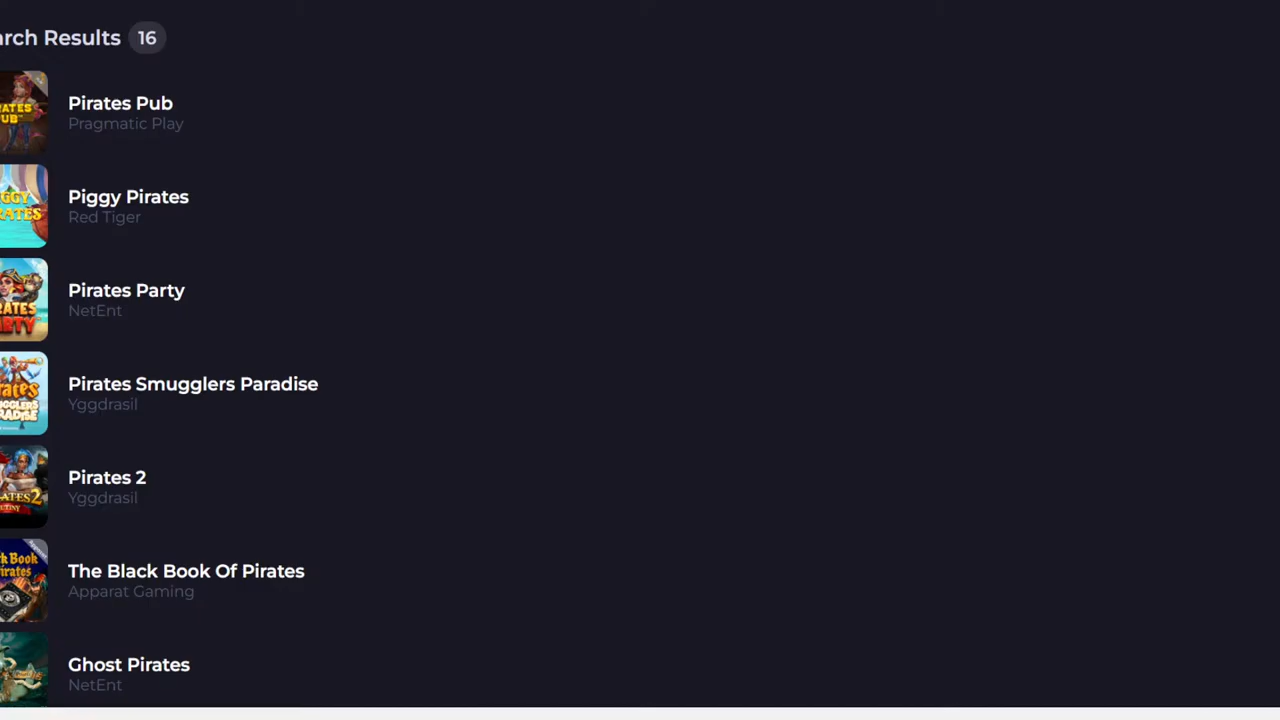 arch Results 16
Pirates Pub
Pragmatic Play
Piggy Pirates
Red Tiger
Pirates Party
NetEnt
Pirates Smugglers Paradise
Yggdrasil
Pirates 2
Yggdrasil
The Black Book Of Pirates
Apparat Gaming
Ghost Pirates
NetEnt